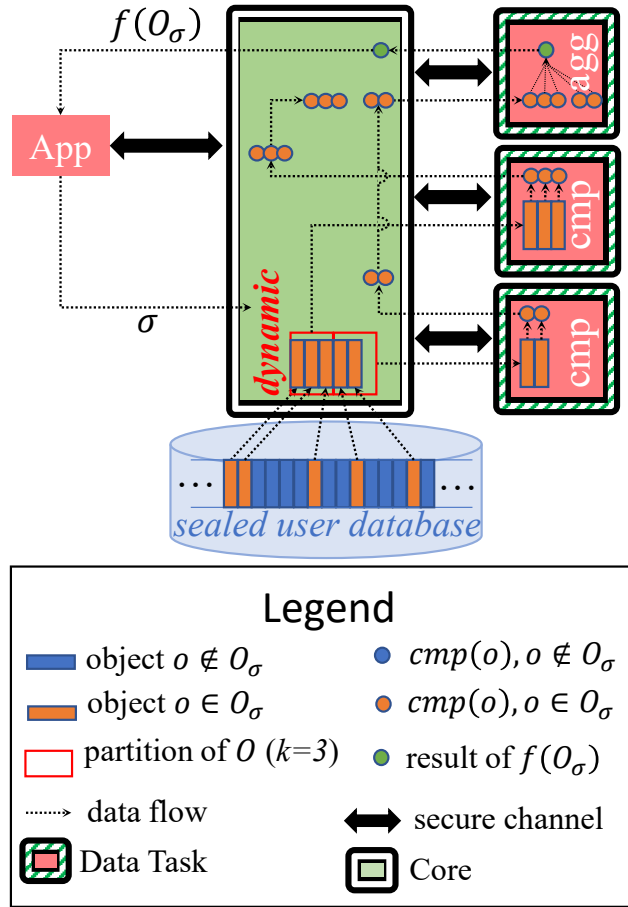 f(O_σ)
agg
App
cmp
σ
dynamic
cmp
... ...
sealed user database
Legend
object o ∉ O_σ
cmp(o), o ∉ O_σ
object o ∈ O_σ
cmp(o), o ∈ O_σ
partition of O (k=3)
result of f(O_σ)
data flow
secure channel
Data Task
Core